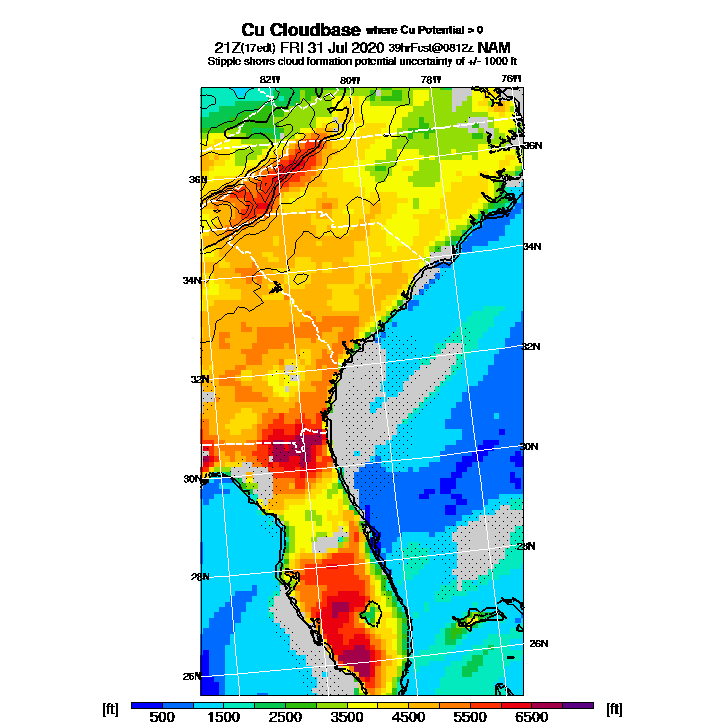 Cu Cloudbase where Cu Potential > 0
21Z(17edt) FRI 31 Jul 2020 39hrFcst@0812z NAM
Stipple shows cloud formation potential uncertainty of +/- 1000 ft
82W 80W 78W 76W
36N
36N
34N
34N
32N
32N
30N
30N
28N
28N
26N
26N
[ft] 500 1500 2500 3500 4500 5500 6500 [ft]